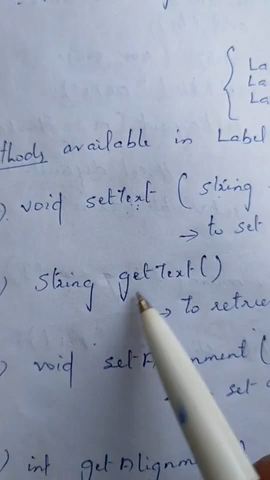 { La
La
La
thods available in Label
) void setText ( String
→ to set
) String getText()
→ to retrie
) void setAlignment (
set
) int getAlignm